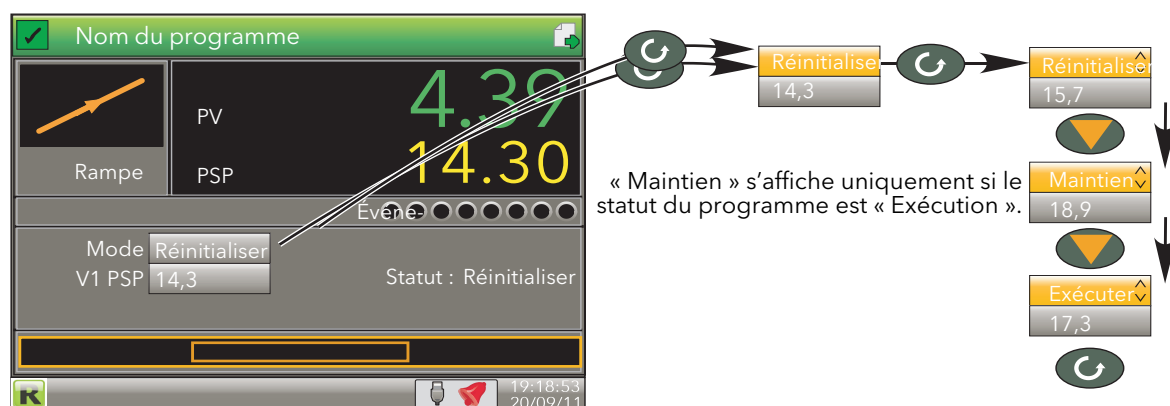 Nom du programme
PV 4.39
Rampe
PSP 14.30
Événe-
Mode Réinitialiser
V1 PSP 14,3
Statut : Réinitialiser
R
19:18:53
20/09/11
Réinitialiser
14,3
Réinitialiser
15,7
« Maintien » s’affiche uniquement si le
statut du programme est « Exécution ».
Maintien
18,9
Exécuter
17,3